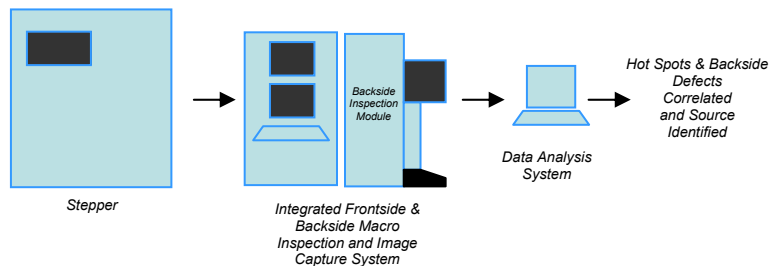 Stepper
Backside
Inspection
Module
Integrated Frontside &
Backside Macro
Inspection and Image
Capture System
Data Analysis
System
Hot Spots & Backside
Defects
Correlated
and Source
Identified